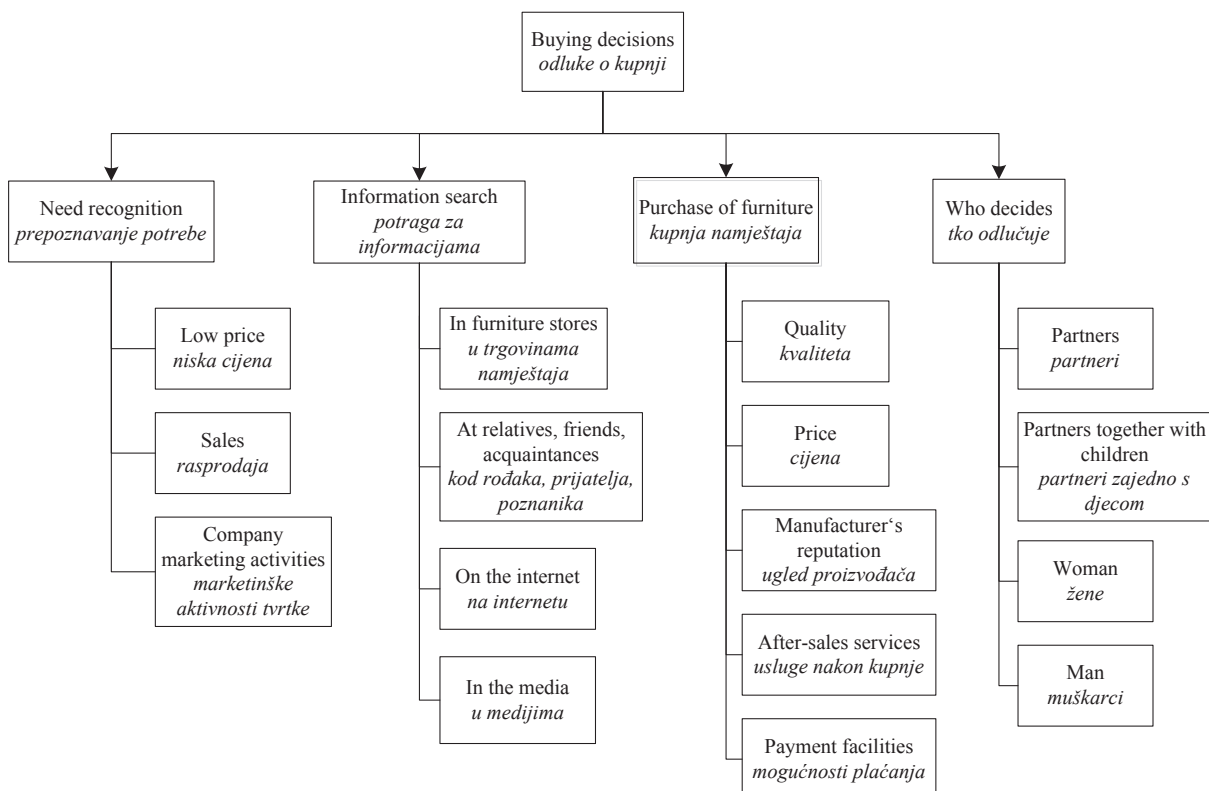 Buying decisions
odluke o kupnji
Need recognition
prepoznavanje potrebe
Low price
niska cijena
Sales
rasprodaja
Company
marketing activities
marketinške
aktivnosti tvrtke
Information search
potraga za
informacijama
In furniture stores
u trgovinama
namještaja
At relatives, friends,
acquaintances
kod rođaka, prijatelja,
poznanika
On the internet
na internetu
In the media
u medijima
Purchase of furniture
kupnja namještaja
Quality
kvaliteta
Price
cijena
Manufacturer‘s
reputation
ugled proizvođača
After-sales services
usluge nakon kupnje
Payment facilities
mogućnosti plaćanja
Who decides
tko odlučuje
Partners
partneri
Partners together with
children
partneri zajedno s
djecom
Woman
žene
Man
muškarci